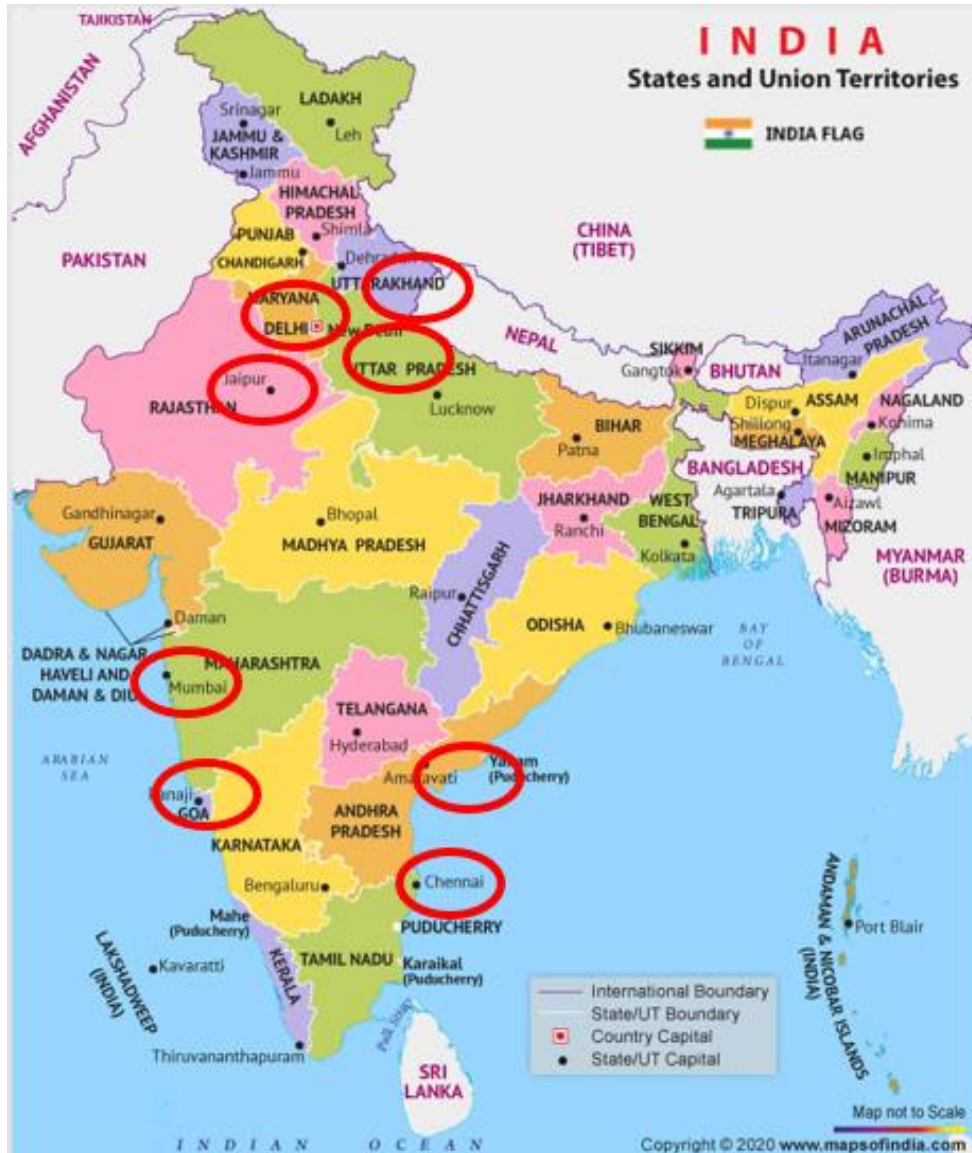 TAJIKISTAN
INDIA
States and Union Territories
INDIA FLAG
AFGHANISTAN
LADAKH
Srinagar
Leh
JAMMU &
KASHMIR
Jammu
HIMACHAL
PRADESH
Shimla
CHINA
(TIBET)
PAKISTAN
PUNJAB
CHANDIGARH
Dehradun
UTTARAKHAND
HARYANA
DELHI
New Delhi
NEPAL
UTTAR PRADESH
Lucknow
Jaipur
RAJASTHAN
SIKKIM
Gangtok
BHUTAN
ARUNACHAL
PRADESH
Itanagar
Dispur
ASSAM
NAGALAND
Shillong
MEGHALAYA
Kohima
BIHAR
Patna
Imphal
MANIPUR
BANGLADESH
Agartala
TRIPURA
Aizawl
MIZORAM
JHARKHAND
Ranchi
WEST
BENGAL
Kolkata
MYANMAR
(BURMA)
Gandhinagar
GUJARAT
Bhopal
MADHYA PRADESH
Raipur
CHHATTISGARH
ODISHA
Bhubaneswar
BAY
OF
BENGAL
Daman
DADRA & NAGAR
HAVELI AND
DAMAN & DIU
MAHARASHTRA
Mumbai
TELANGANA
Hyderabad
ARABIAN
SEA
Amaravati
Yanam
(Puducherry)
Panaji
GOA
ANDHRA
PRADESH
KARNATAKA
Bengaluru
Chennai
Mahe
(Puducherry)
PUDUCHERRY
LAKSHADWEEP
(INDIA)
Kavaratti
KERALA
TAMIL NADU
Karaikal
(Puducherry)
ANDAMAN & NICOBAR ISLANDS
(INDIA)
Port Blair
Palk Strait
Thiruvananthapuram
SRI
LANKA
International Boundary
State/UT Boundary
Country Capital
State/UT Capital
Map not to Scale
INDIAN OCEAN
Copyright © 2020 www.mapsofindia.com